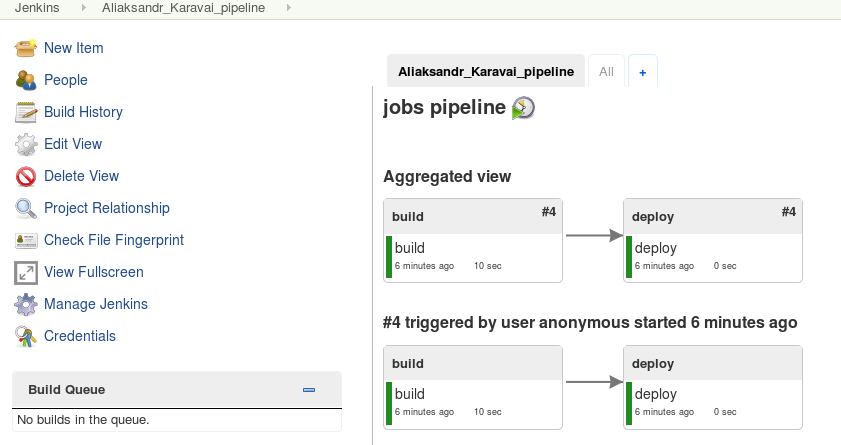 Jenkins Aliaksandr_Karavai_pipeline
New Item
People
Build History
Edit View
Delete View
Project Relationship
Check File Fingerprint
View Fullscreen
Manage Jenkins
Credentials
Build Queue
No builds in the queue.
Aliaksandr_Karavai_pipeline All +
jobs pipeline
Aggregated view
build #4
build
6 minutes ago 10 sec
deploy #4
deploy
6 minutes ago 0 sec
#4 triggered by user anonymous started 6 minutes ago
build
build
6 minutes ago 10 sec
deploy
deploy
6 minutes ago 0 sec